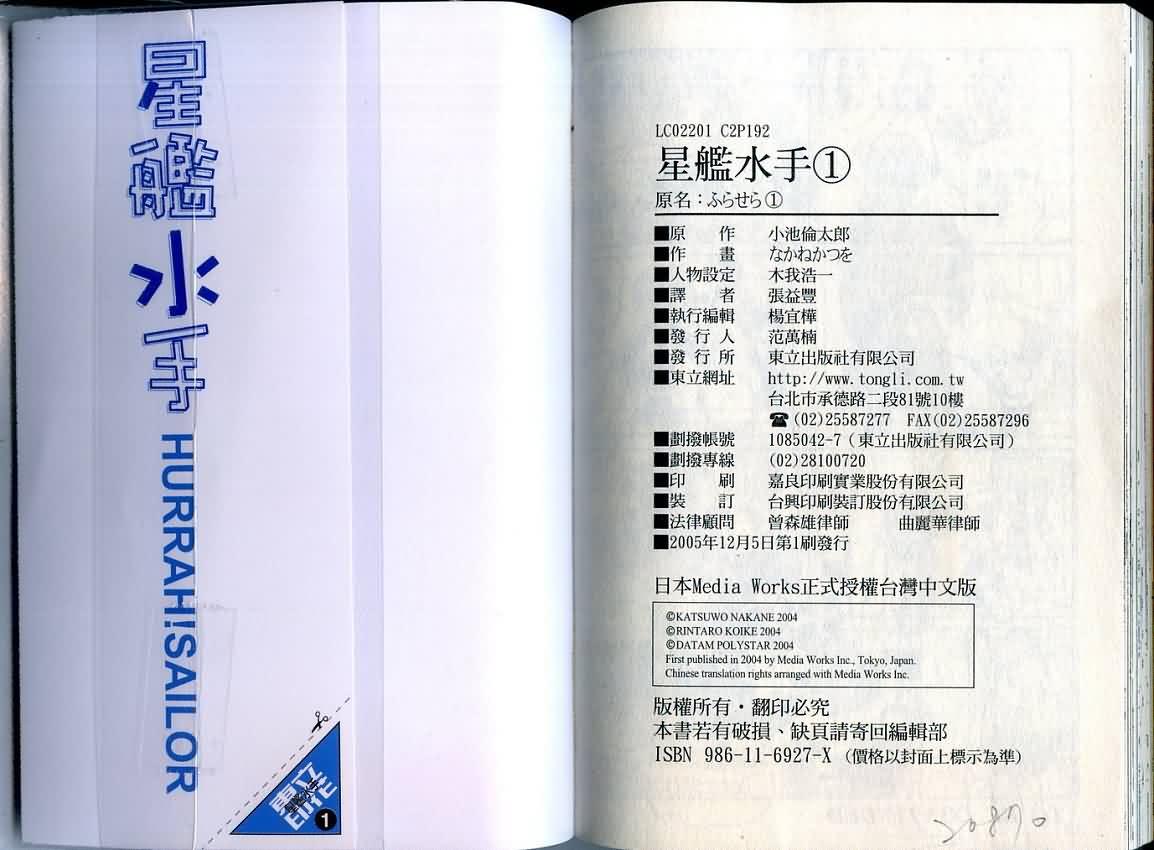 星艦水手 HURRAH!SAILOR
東立
印花
星艦水手
1
LC02201 C2P192
星艦水手①
原名：ふらせら①
■原　作　小池倫太郎
■作　畫　なかねかつを
■人物設定　木我浩一
■譯　者　張益豐
■執行編輯　楊宜樺
■發行人　范萬楠
■發行所　東立出版社有限公司
■東立網址　http://www.tongli.com.tw
台北市承德路二段81號10樓
☎(02)25587277　FAX(02)25587296
■劃撥帳號　1085042-7（東立出版社有限公司）
■劃撥專線　(02)28100720
■印　刷　嘉良印刷實業股份有限公司
■裝　訂　台興印刷裝訂股份有限公司
■法律顧問　曾森雄律師　曲麗華律師
■2005年12月5日第1刷發行
日本Media Works正式授權台灣中文版
©KATSUWO NAKANE 2004
©RINTARO KOIKE 2004
©DATAM POLYSTAR 2004
First published in 2004 by Media Works Inc., Tokyo, Japan.
Chinese translation rights arranged with Media Works Inc.
版權所有・翻印必究
本書若有破損、缺頁請寄回編輯部
ISBN 986-11-6927-X（價格以封面上標示為準）